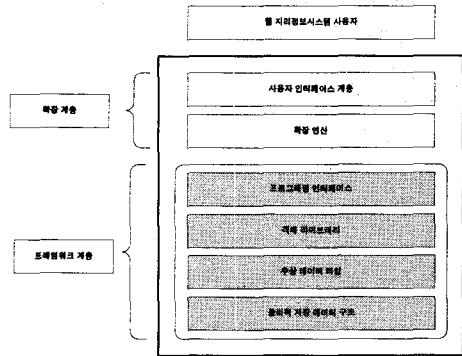 웹 지리정보시스템 사용자
사용자 인터페이스 계층
확장 계층
확장 연산
프로그래밍 인터페이스
객체 라이브러리
프레임워크 계층
추상 데이터 타입
물리적 저장 데이터 구조